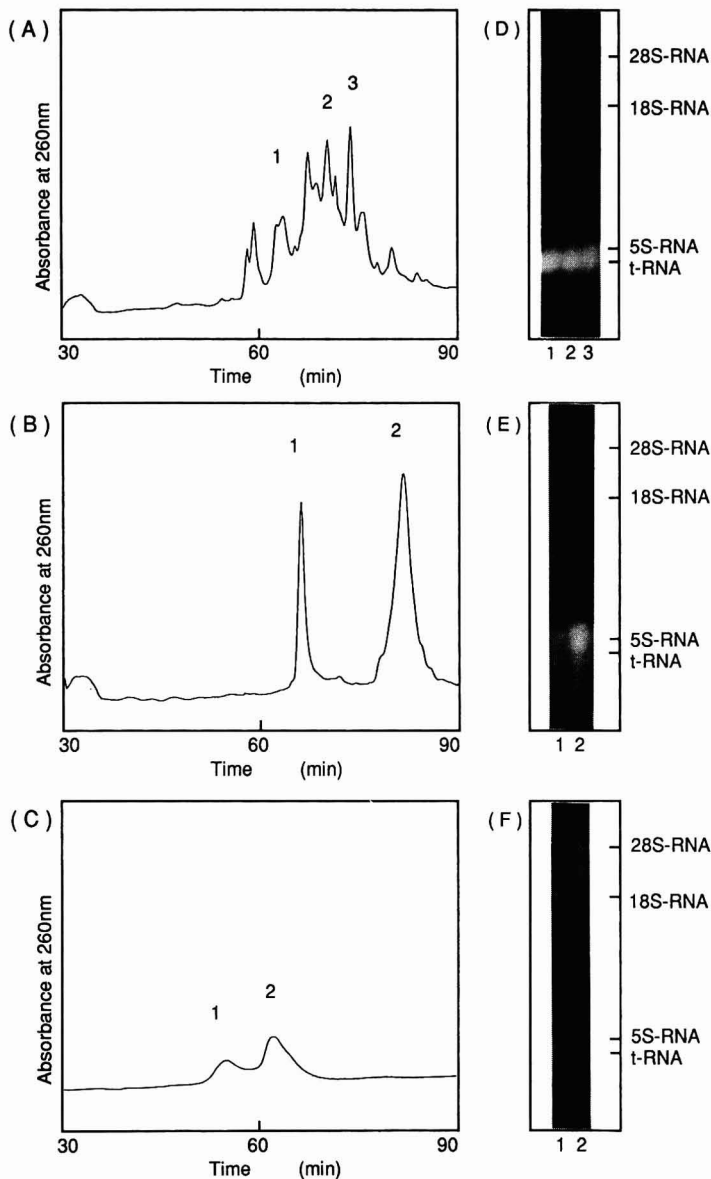 (A)
Absorbance at 260nm
1
2
3
30
60
90
Time (min)
(D)
28S-RNA
18S-RNA
5S-RNA
t-RNA
1 2 3
(B)
Absorbance at 260nm
1
2
30
60
90
Time (min)
(E)
28S-RNA
18S-RNA
5S-RNA
t-RNA
1 2
(C)
Absorbance at 260nm
1
2
30
60
90
Time (min)
(F)
28S-RNA
18S-RNA
5S-RNA
t-RNA
1 2